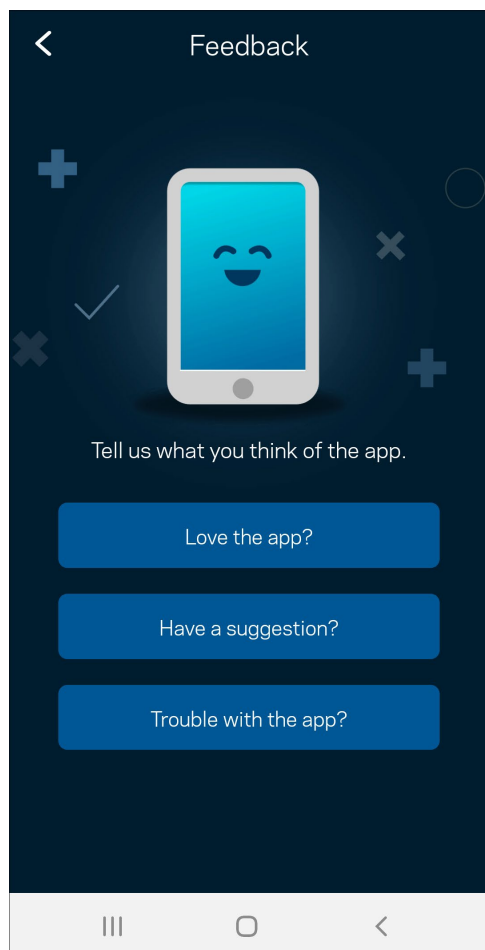 Feedback
Tell us what you think of the app.
Love the app?
Have a suggestion?
Trouble with the app?